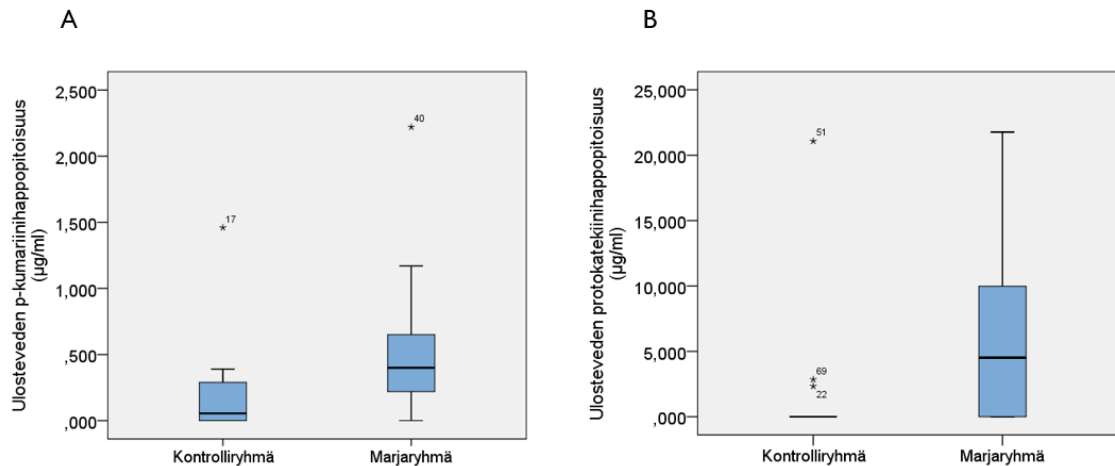 A
Ulosteveden p-kumariinihappopitoisuus
(µg/ml)
2,500
2,000
1,500
1,000
,500
,000
17
40
Kontrolliryhmä
Marjaryhmä
B
Ulosteveden protokatekiinihappopitoisuus
(µg/ml)
25,000
20,000
15,000
10,000
5,000
,000
51
69
22
Kontrolliryhmä
Marjaryhmä